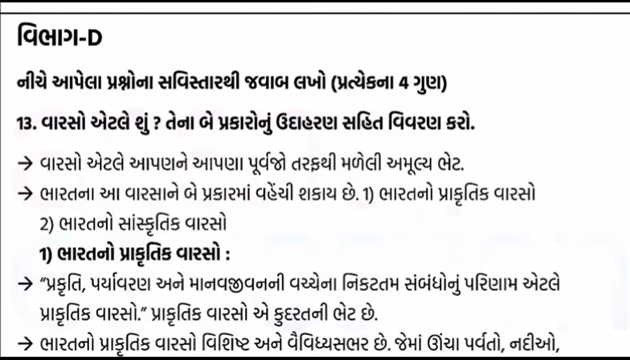 વિભાગ-D
નીચે આપેલા પ્રશ્નોના સવિસ્તારથી જવાબ લખો (પ્રત્યેકના 4 ગુણ)
13. વારસો એટલે શું ? તેના બે પ્રકારોનું ઉદાહરણ સહિત વિવરણ કરો.
→ વારસો એટલે આપણને આપણા પૂર્વજો તરફથી મળેલી અમૂલ્ય ભેટ.
→ ભારતના આ વારસાને બે પ્રકારમાં વહેંચી શકાય છે. 1) ભારતનો પ્રાકૃતિક વારસો
2) ભારતનો સાંસ્કૃતિક વારસો
1) ભારતનો પ્રાકૃતિક વારસો :
→ “પ્રકૃતિ, પર્યાવરણ અને માનવજીવનની વચ્ચેના નિકટતમ સંબંધોનું પરિણામ એટલે
પ્રાકૃતિક વારસો.” પ્રાકૃતિક વારસો એ કુદરતની ભેટ છે.
→ ભારતનો પ્રાકૃતિક વારસો વિશિષ્ટ અને વૈવિધ્યસભર છે. જેમાં ઊંચા પર્વતો, નદીઓ,